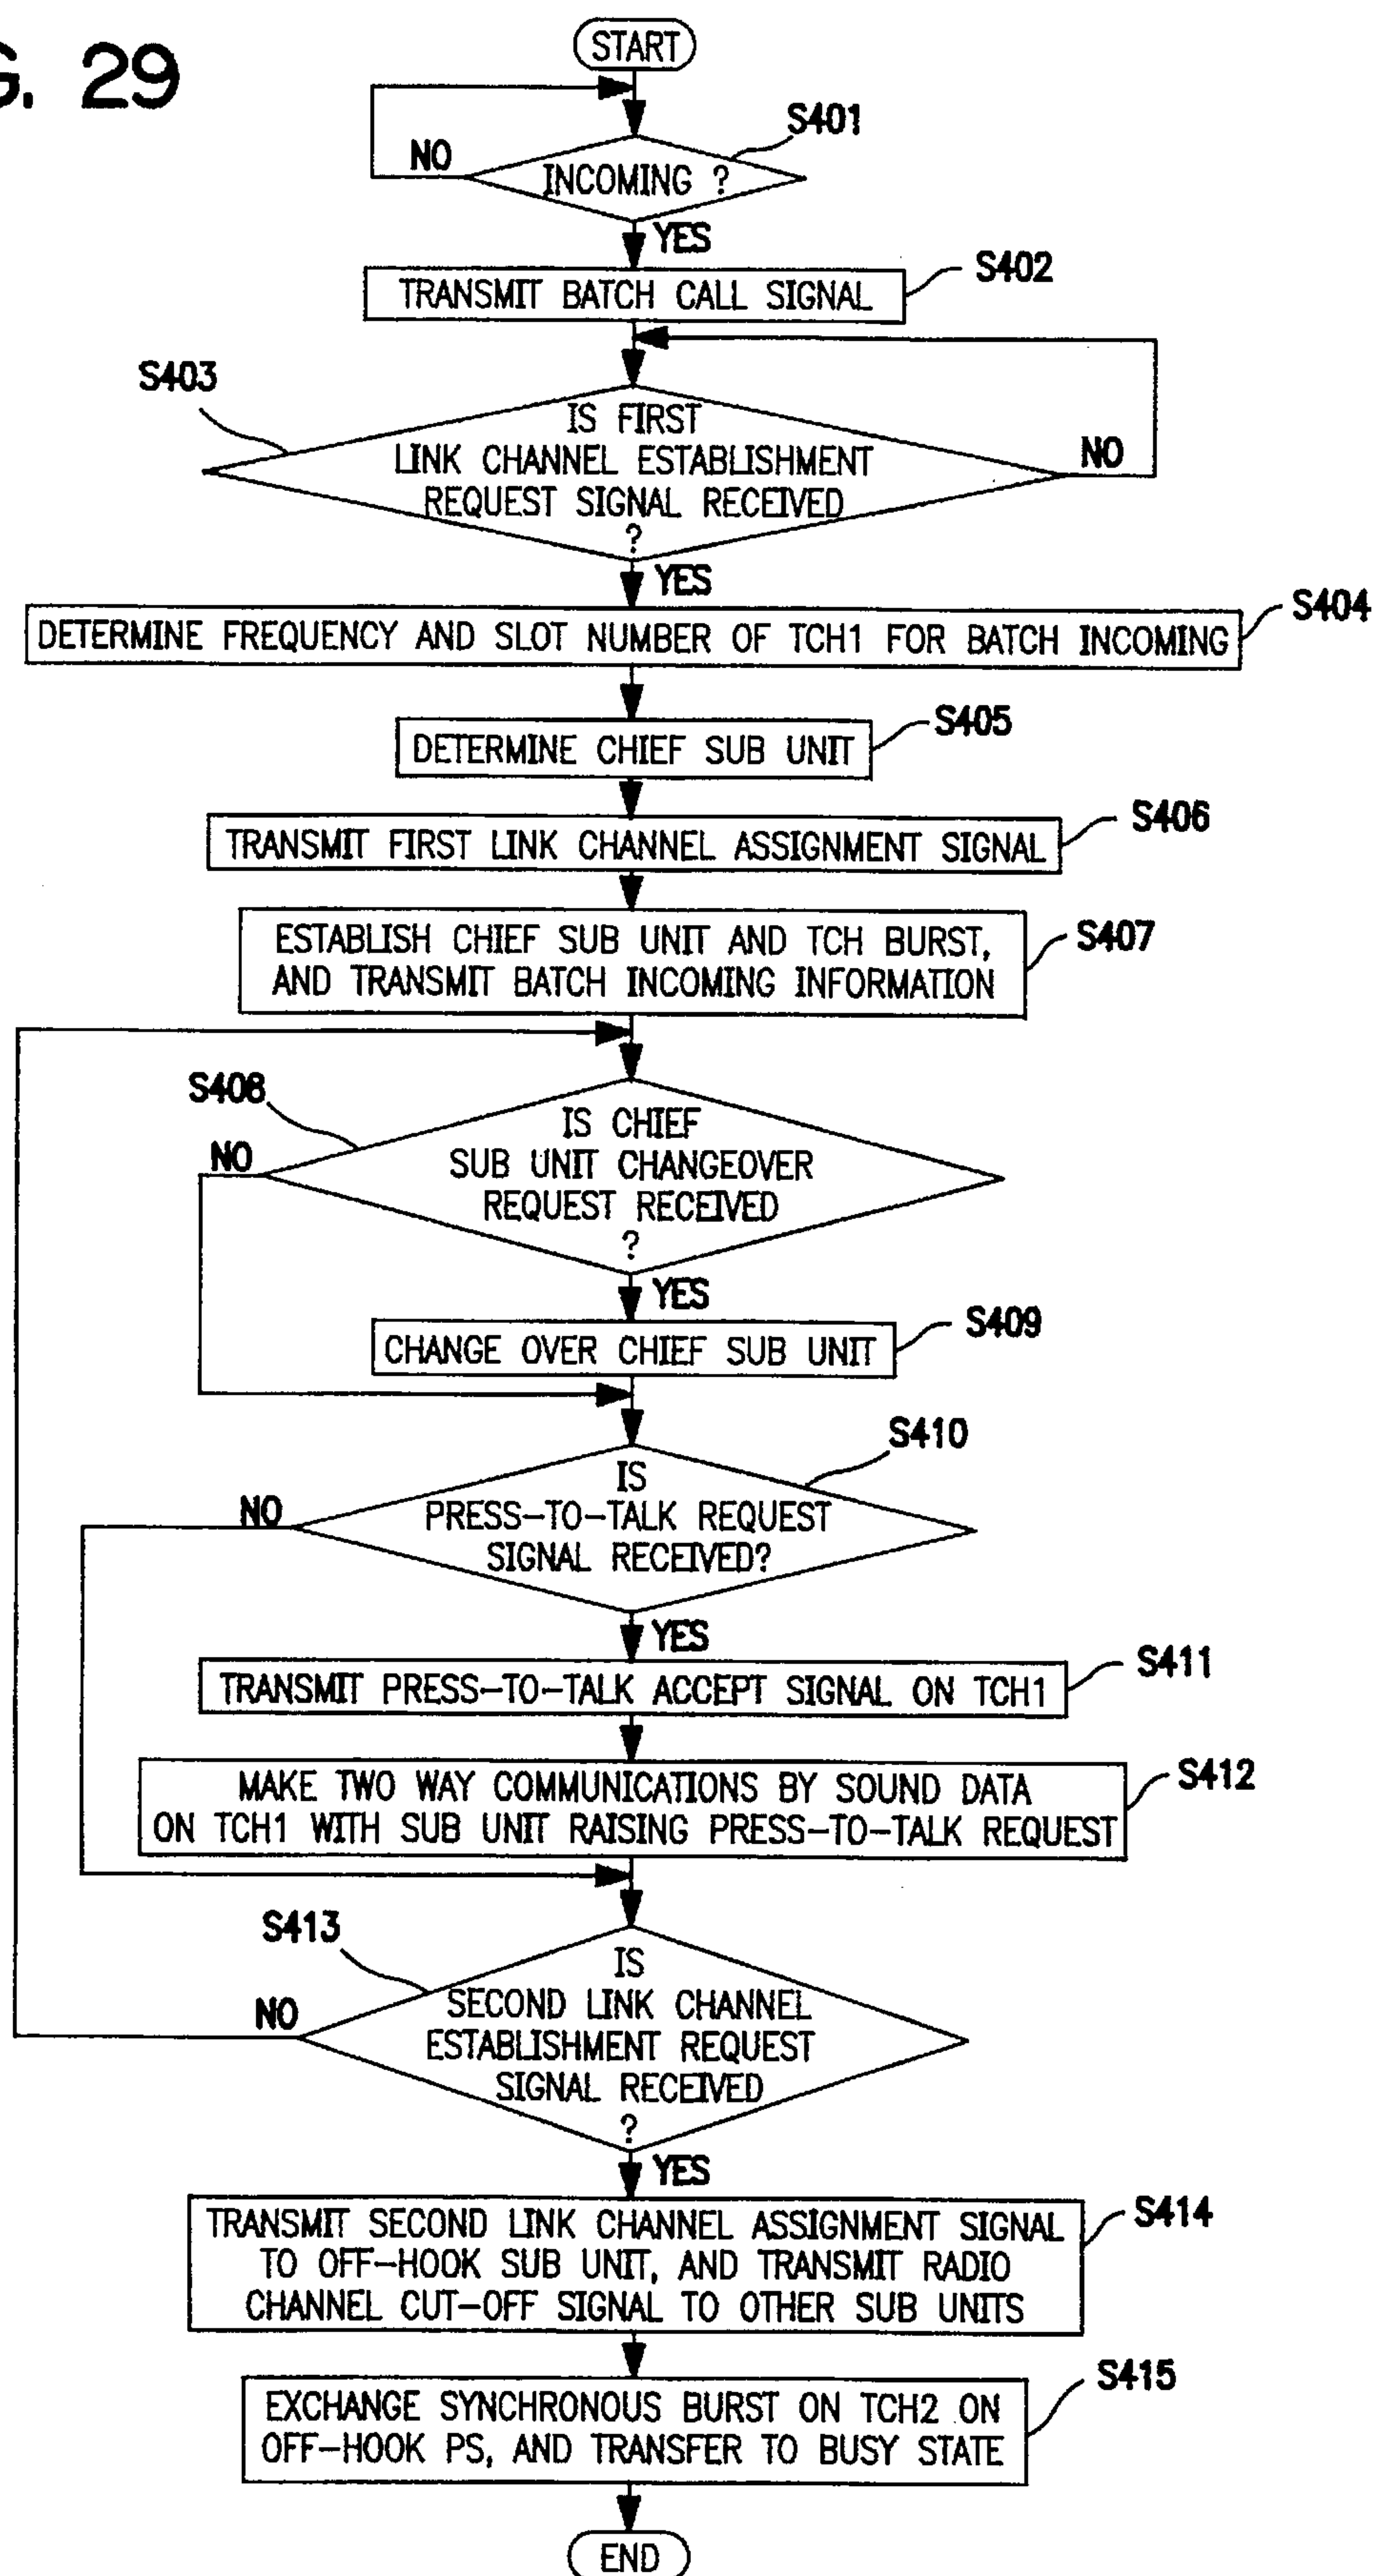 G. 29
START
S401
NO
INCOMING ?
YES
S402
TRANSMIT BATCH CALL SIGNAL
S403
IS FIRST
LINK CHANNEL ESTABLISHMENT
REQUEST SIGNAL RECEIVED
?
NO
YES
S404
DETERMINE FREQUENCY AND SLOT NUMBER OF TCH1 FOR BATCH INCOMING
S405
DETERMINE CHIEF SUB UNIT
S406
TRANSMIT FIRST LINK CHANNEL ASSIGNMENT SIGNAL
S407
ESTABLISH CHIEF SUB UNIT AND TCH BURST,
AND TRANSMIT BATCH INCOMING INFORMATION
S408
NO
IS CHIEF
SUB UNIT CHANGEOVER
REQUEST RECEIVED
?
YES
S409
CHANGE OVER CHIEF SUB UNIT
S410
NO
IS
PRESS-TO-TALK REQUEST
SIGNAL RECEIVED?
YES
S411
TRANSMIT PRESS-TO-TALK ACCEPT SIGNAL ON TCH1
S412
MAKE TWO WAY COMMUNICATIONS BY SOUND DATA
ON TCH1 WITH SUB UNIT RAISING PRESS-TO-TALK REQUEST
S413
NO
IS
SECOND LINK CHANNEL
ESTABLISHMENT REQUEST
SIGNAL RECEIVED
?
YES
S414
TRANSMIT SECOND LINK CHANNEL ASSIGNMENT SIGNAL
TO OFF-HOOK SUB UNIT, AND TRANSMIT RADIO
CHANNEL CUT-OFF SIGNAL TO OTHER SUB UNITS
S415
EXCHANGE SYNCHRONOUS BURST ON TCH2 ON
OFF-HOOK PS, AND TRANSFER TO BUSY STATE
END